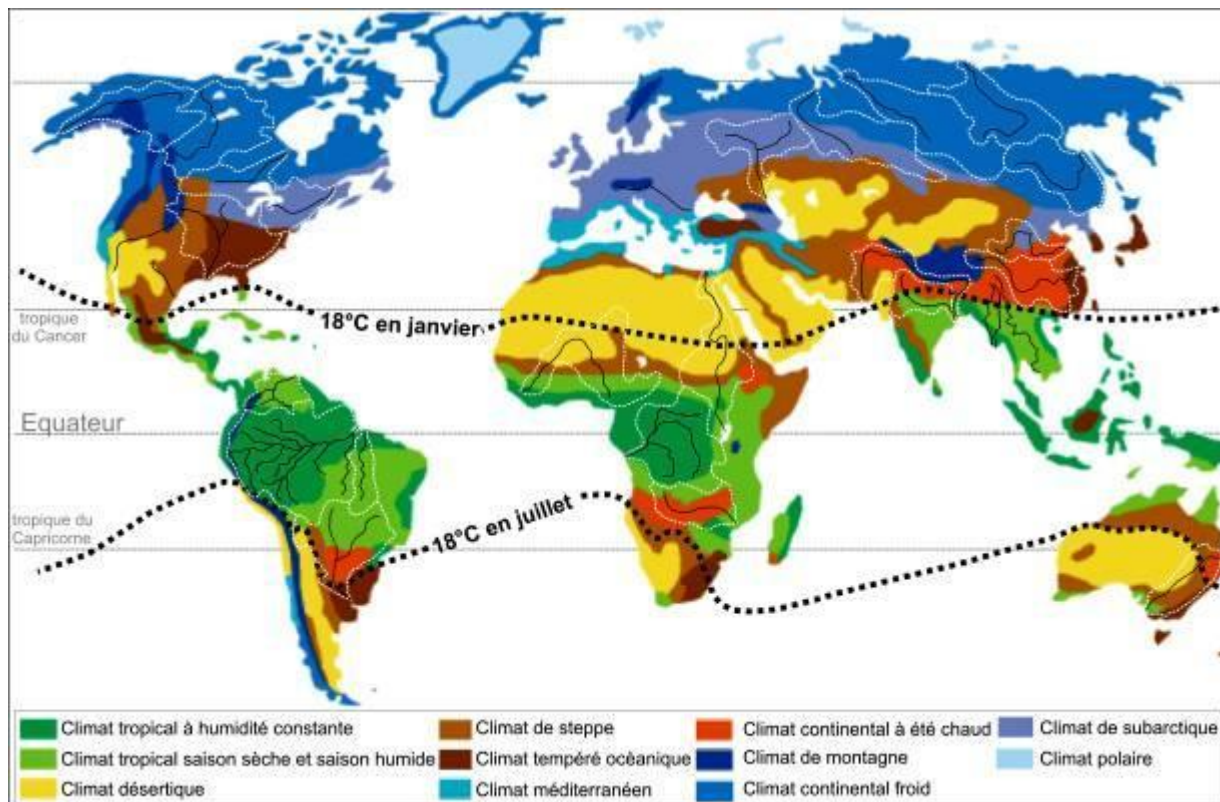 18°C en janvier
tropique
du Cancer
Equateur
tropique du
Capricorne
18°C en juillet
Climat tropical à humidité constante
Climat tropical saison sèche et saison humide
Climat désertique
Climat de steppe
Climat tempéré océanique
Climat méditerranéen
Climat continental à été chaud
Climat de montagne
Climat continental froid
Climat de subarctique
Climat polaire